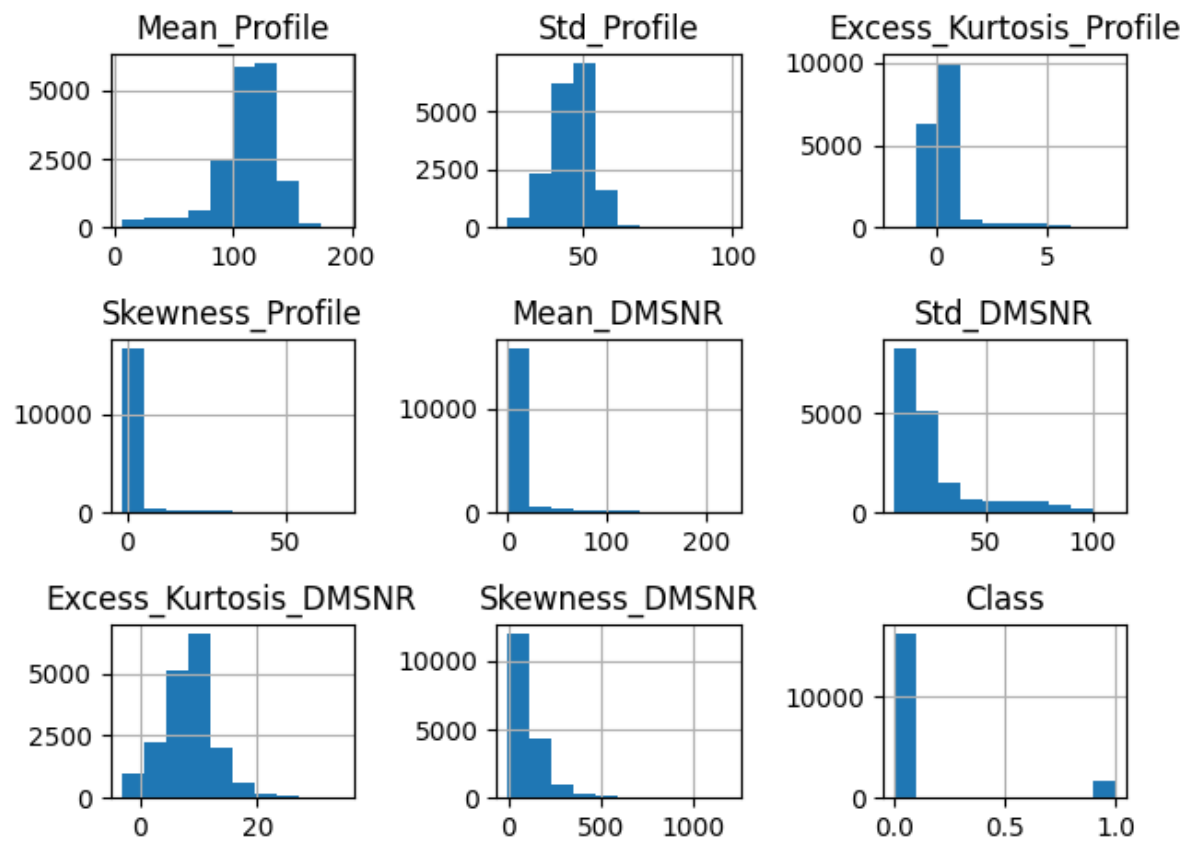 Mean_Profile Std_Profile Excess_Kurtosis_Profile
5000 5000 10000
2500 2500 5000
0 0 0
0 100 200 50 100 0 5
Skewness_Profile Mean_DMSNR Std_DMSNR
10000 10000 5000
0 0 0
0 50 0 100 200 50 100
Excess_Kurtosis_DMSNR Skewness_DMSNR Class
5000 10000 10000
2500 5000
0 0 0
0 20 0 500 1000 0.0 0.5 1.0